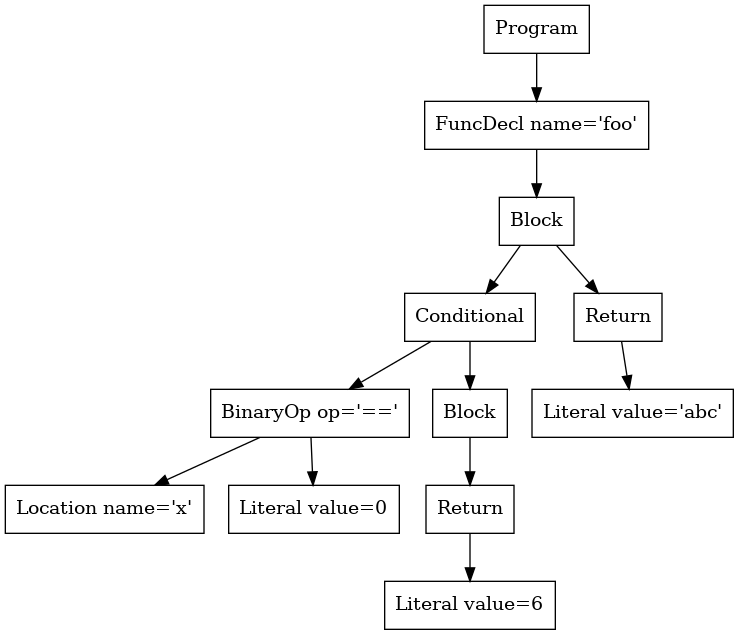 Program
FuncDecl name='foo'
Block
Conditional
Return
BinaryOp op='=='
Block
Literal value='abc'
Location name='x'
Literal value=0
Return
Literal value=6